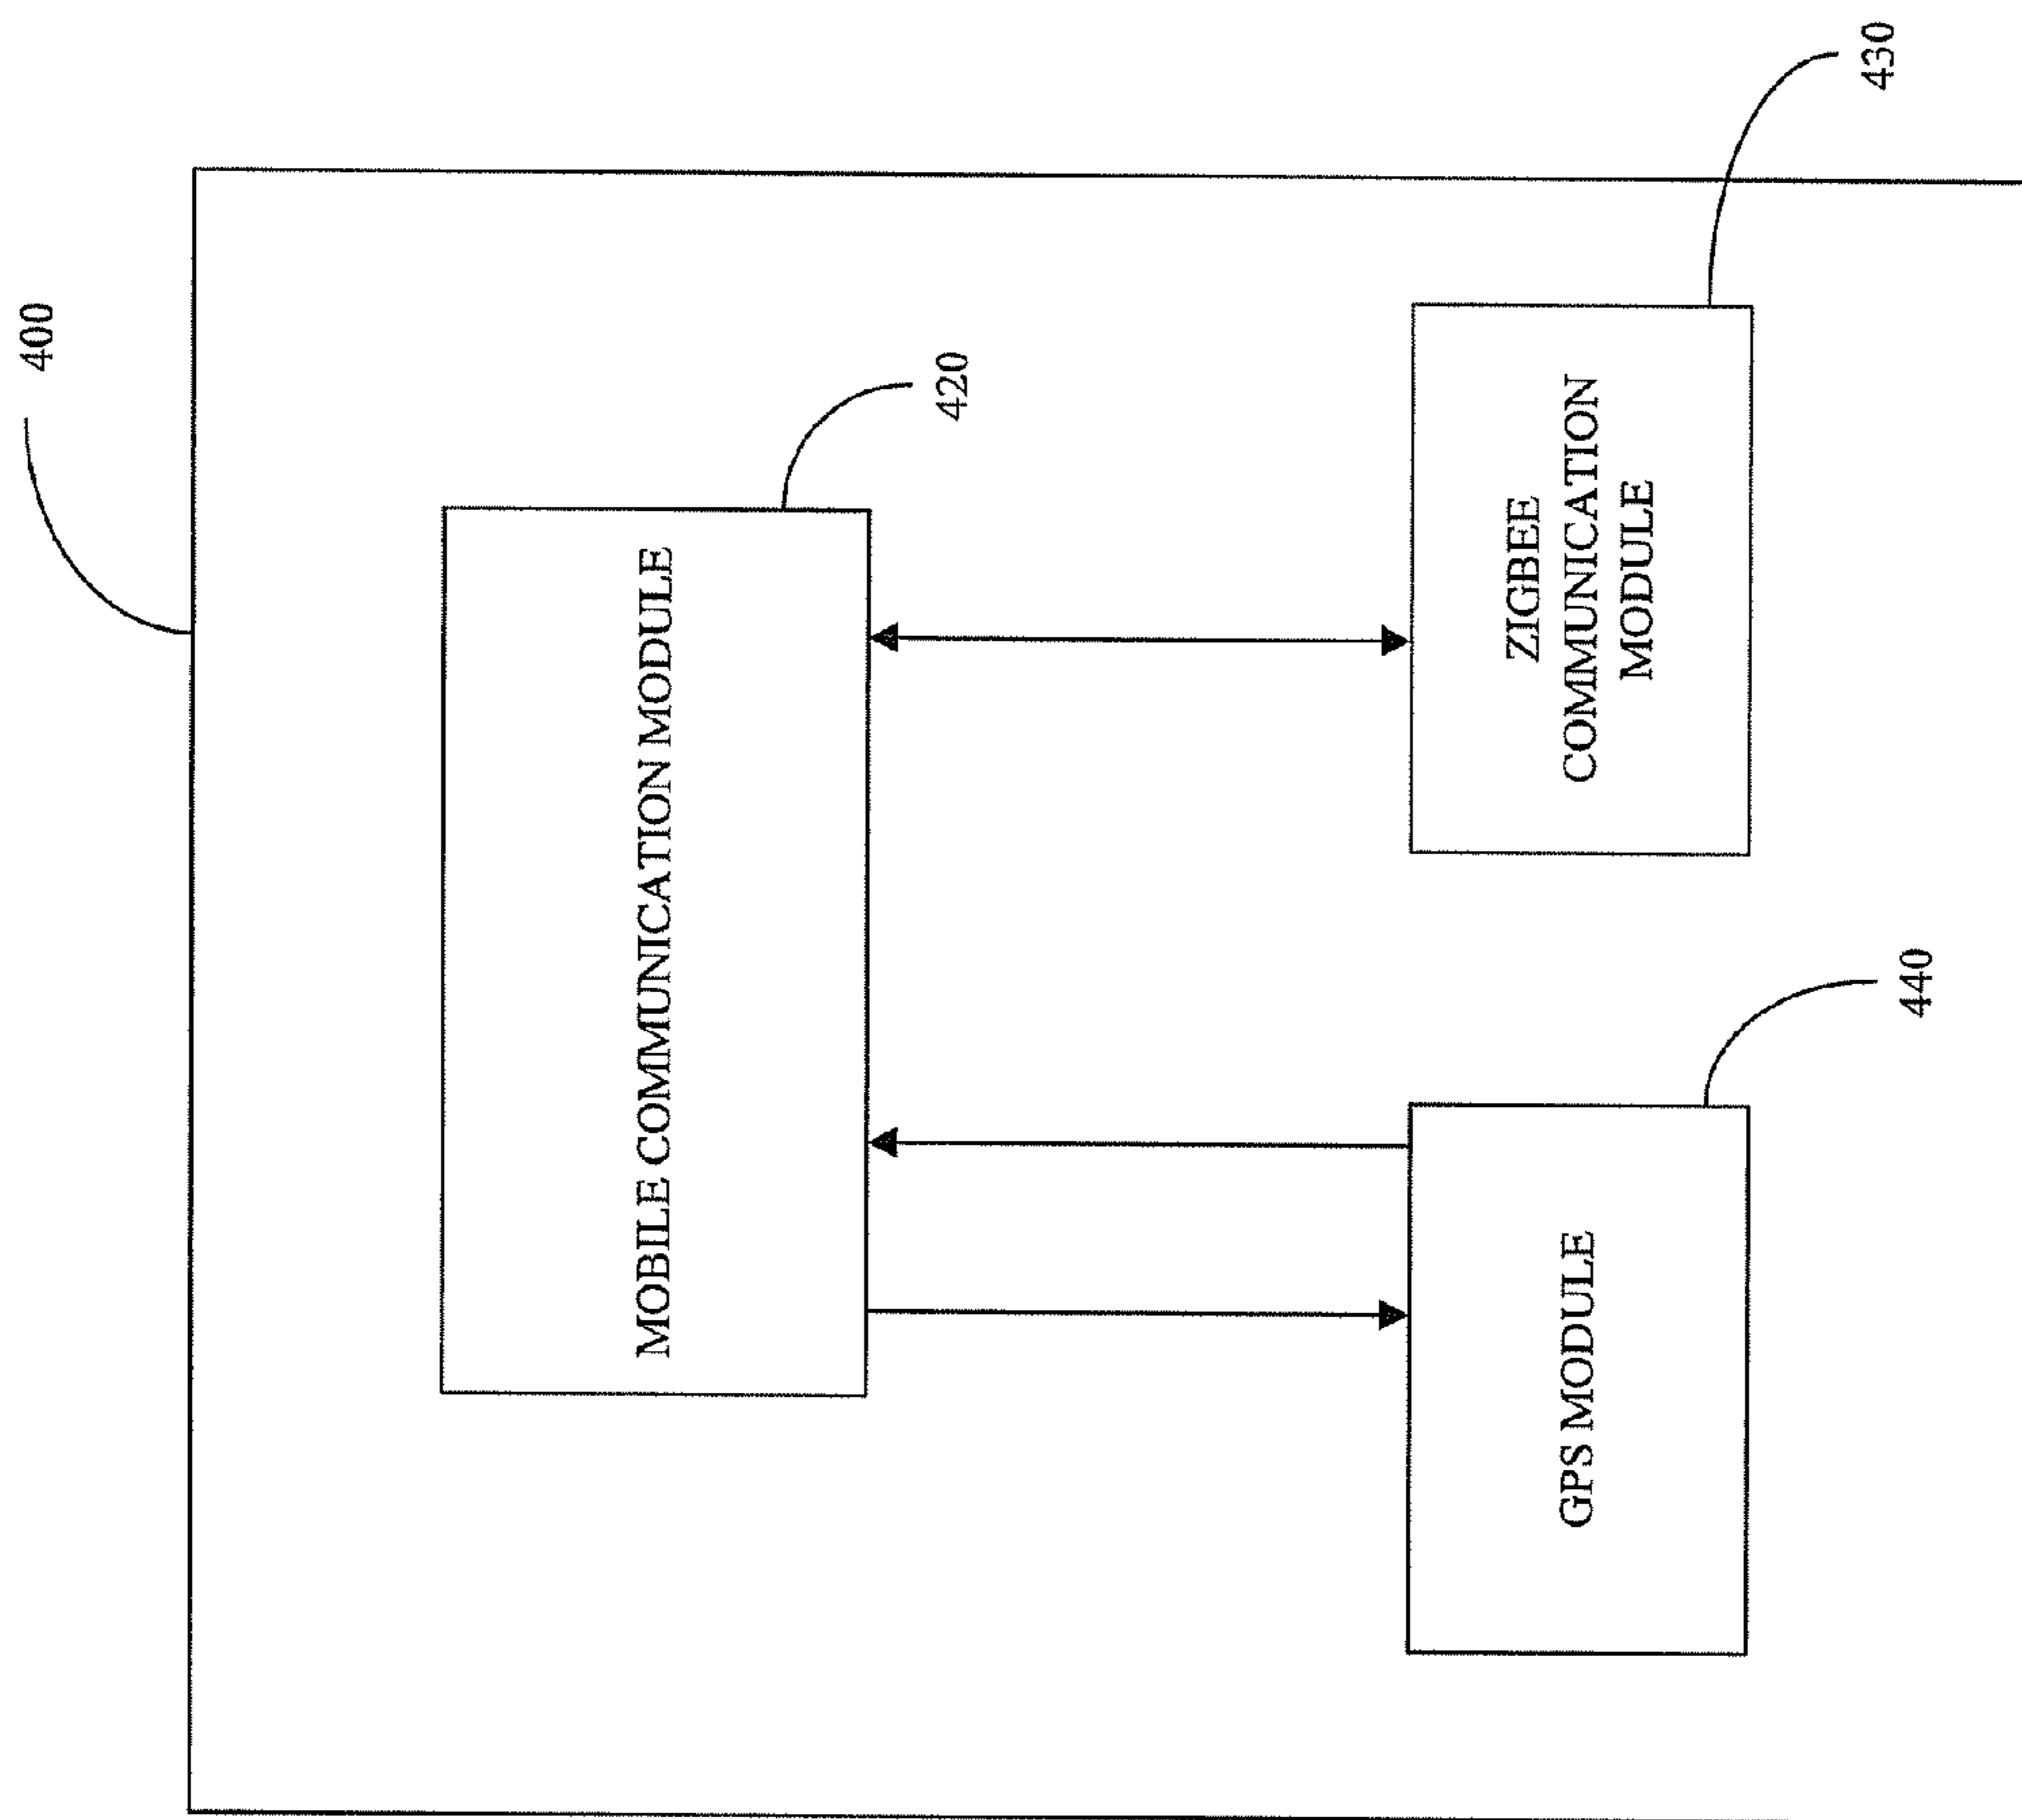 400
MOBILE COMMUNICATION MODULE
420
GPS MODULE
440
ZIGBEE
COMMUNICATION
MODULE
430